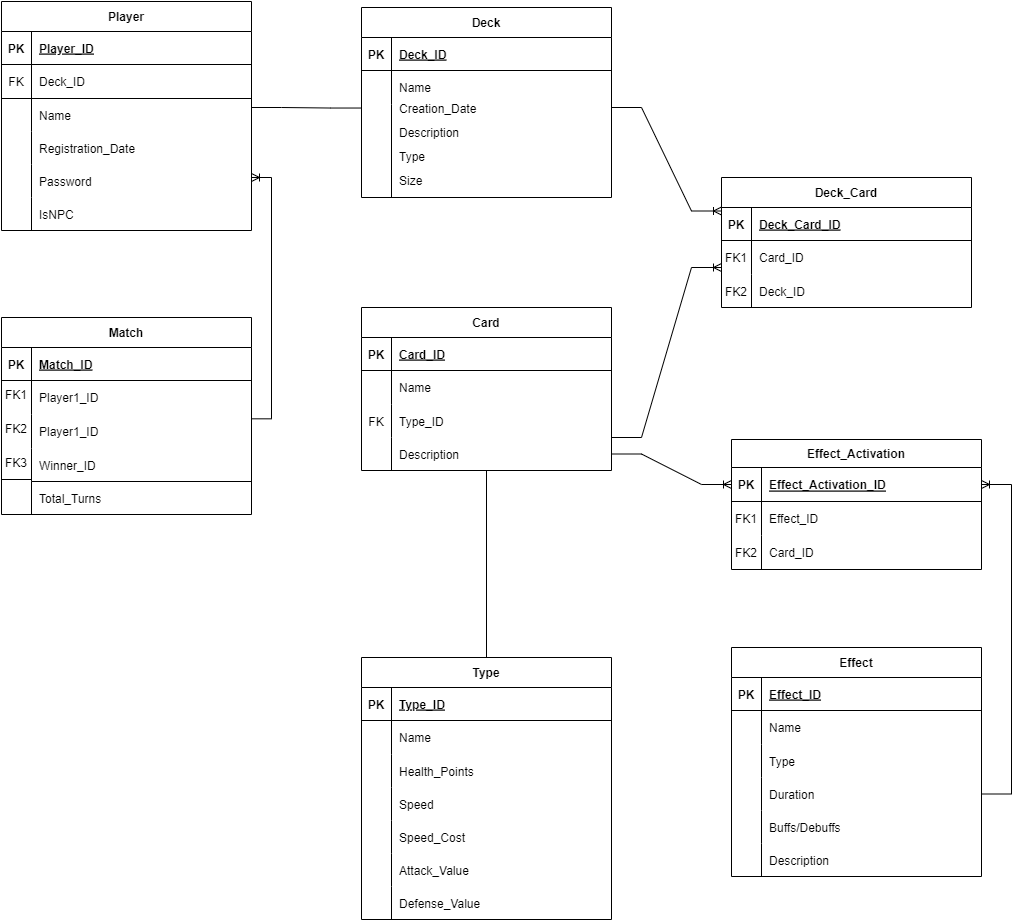 Player
PK Player_ID
FK Deck_ID
Name
Registration_Date
Password
IsNPC
Deck
PK Deck_ID
Name
Creation_Date
Description
Type
Size
Deck_Card
PK Deck_Card_ID
FK1 Card_ID
FK2 Deck_ID
Match
PK Match_ID
FK1 Player1_ID
FK2 Player1_ID
FK3 Winner_ID
Total_Turns
Card
PK Card_ID
Name
FK Type_ID
Description
Effect_Activation
PK Effect_Activation_ID
FK1 Effect_ID
FK2 Card_ID
Type
PK Type_ID
Name
Health_Points
Speed
Speed_Cost
Attack_Value
Defense_Value
Effect
PK Effect_ID
Name
Type
Duration
Buffs/Debuffs
Description